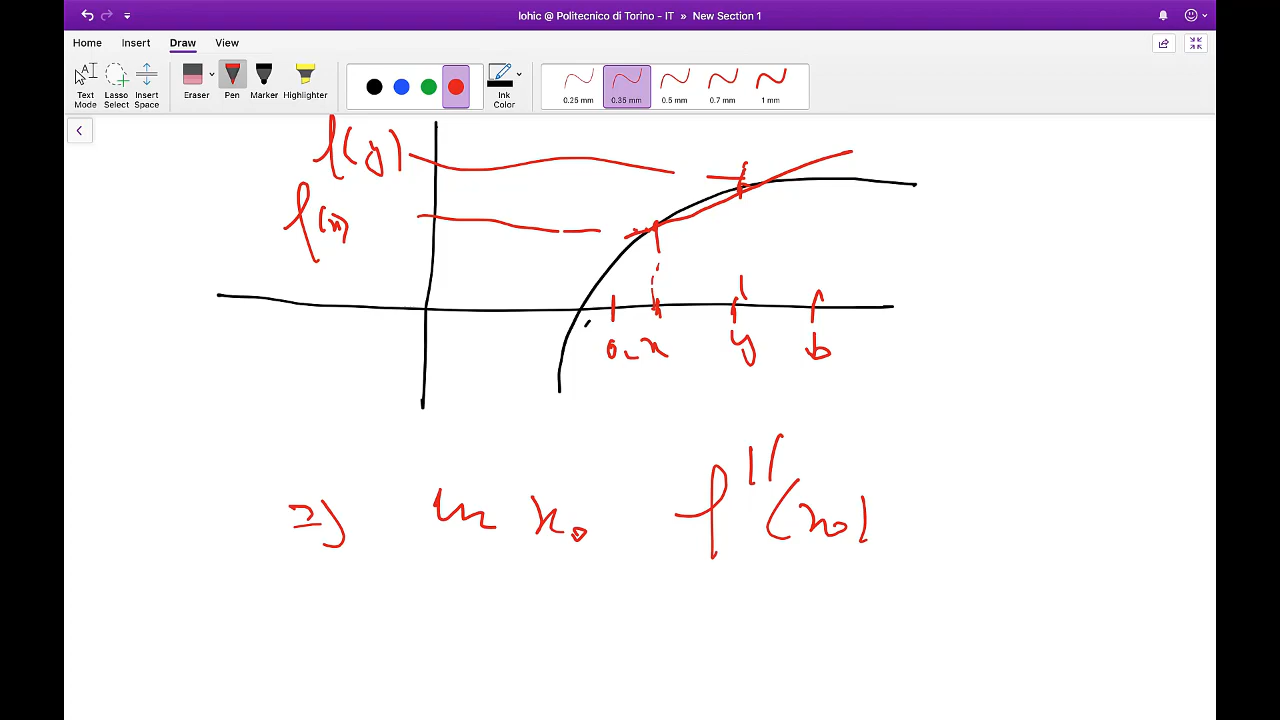 lohic @ Politecnico di Torino - IT » New Section 1
Home Insert Draw View
Text Mode Lasso Select Insert Space Eraser Pen Marker Highlighter Ink Color 0.25 mm 0.35 mm 0.5 mm 0.7 mm 1 mm
f(y)
f(x)
a x y b
=> in x₀ f''(x₀)